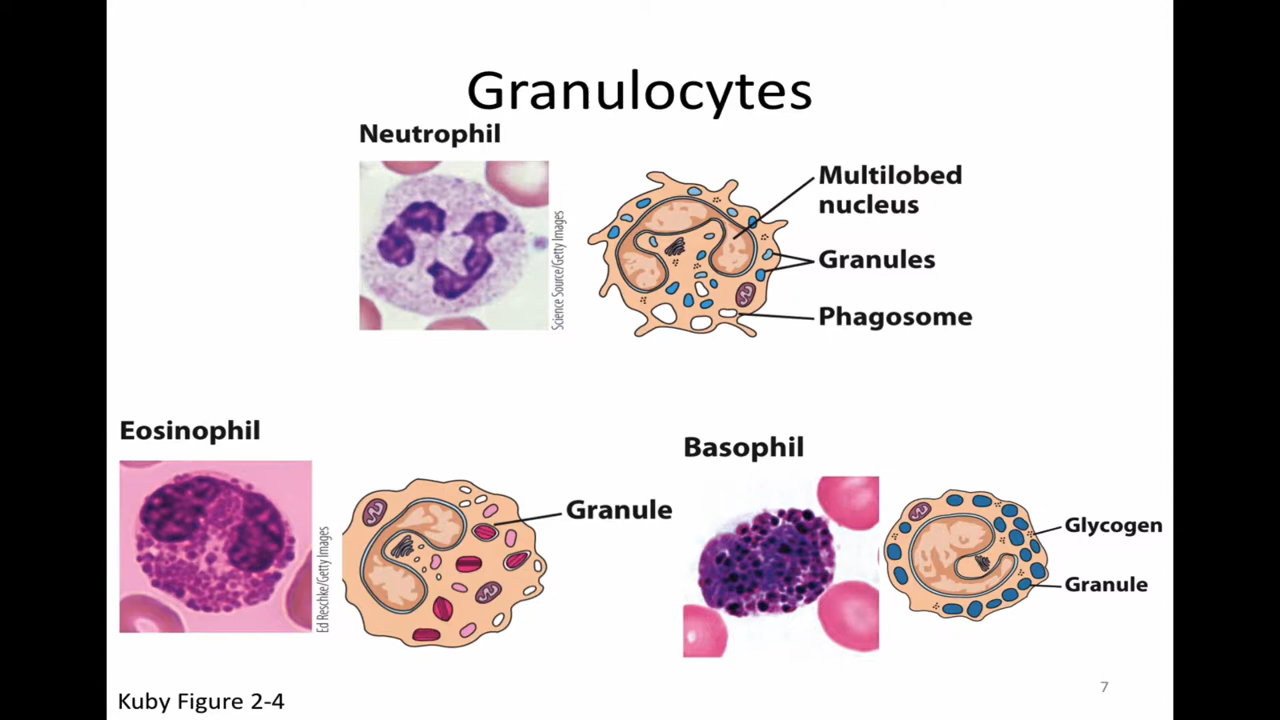 Granulocytes
Neutrophil
Science Source/Getty Images
Multilobed
nucleus
Granules
Phagosome
Eosinophil
Ed Reschke/Getty Images
Granule
Basophil
Glycogen
Granule
Kuby Figure 2-4
7